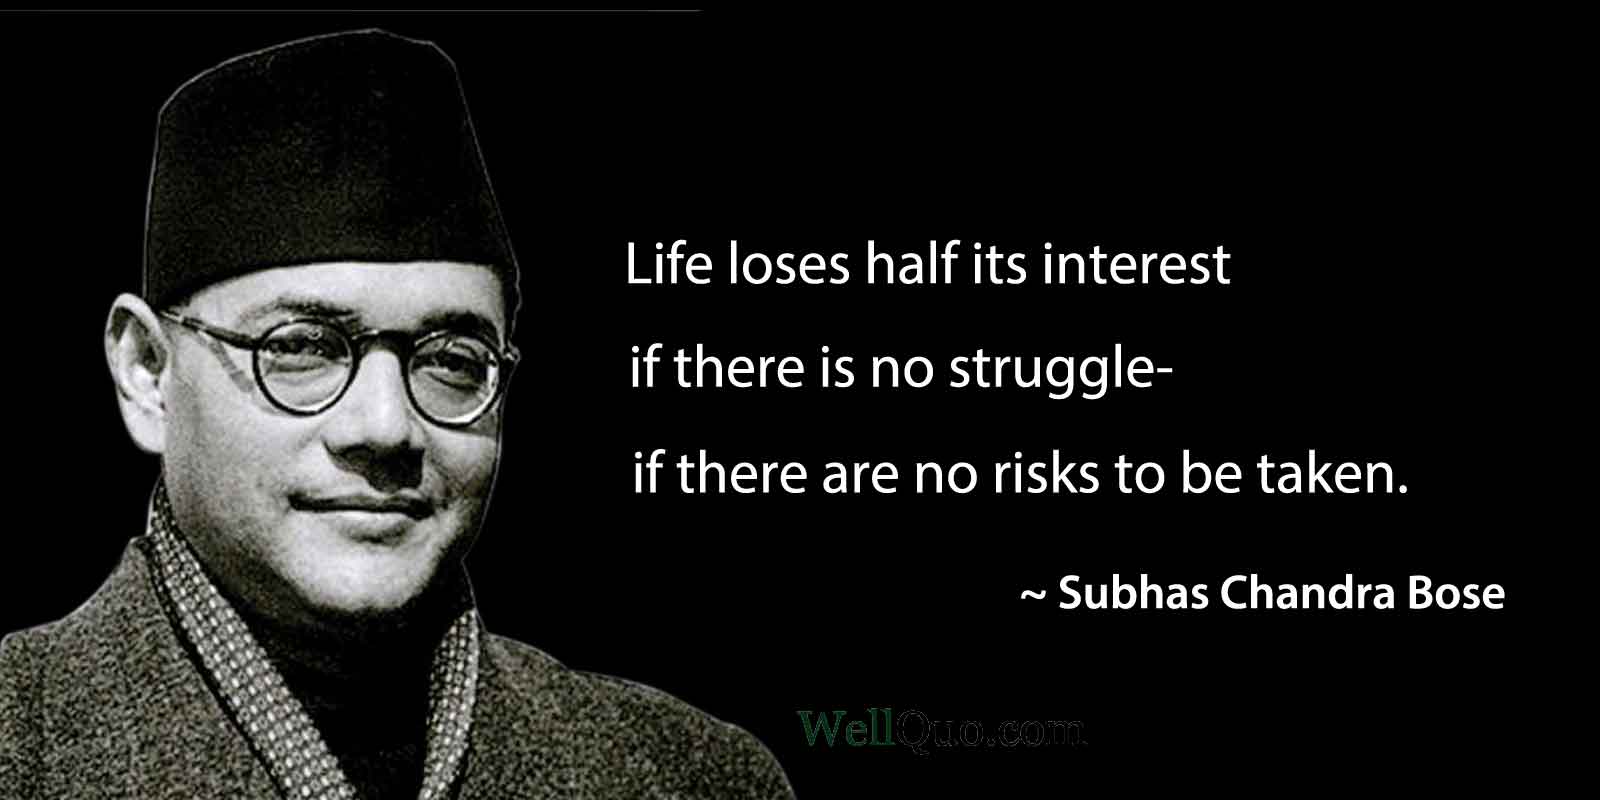 Life loses half its interest
if there is no struggle-
if there are no risks to be taken.
~ Subhas Chandra Bose
WellQuo.com